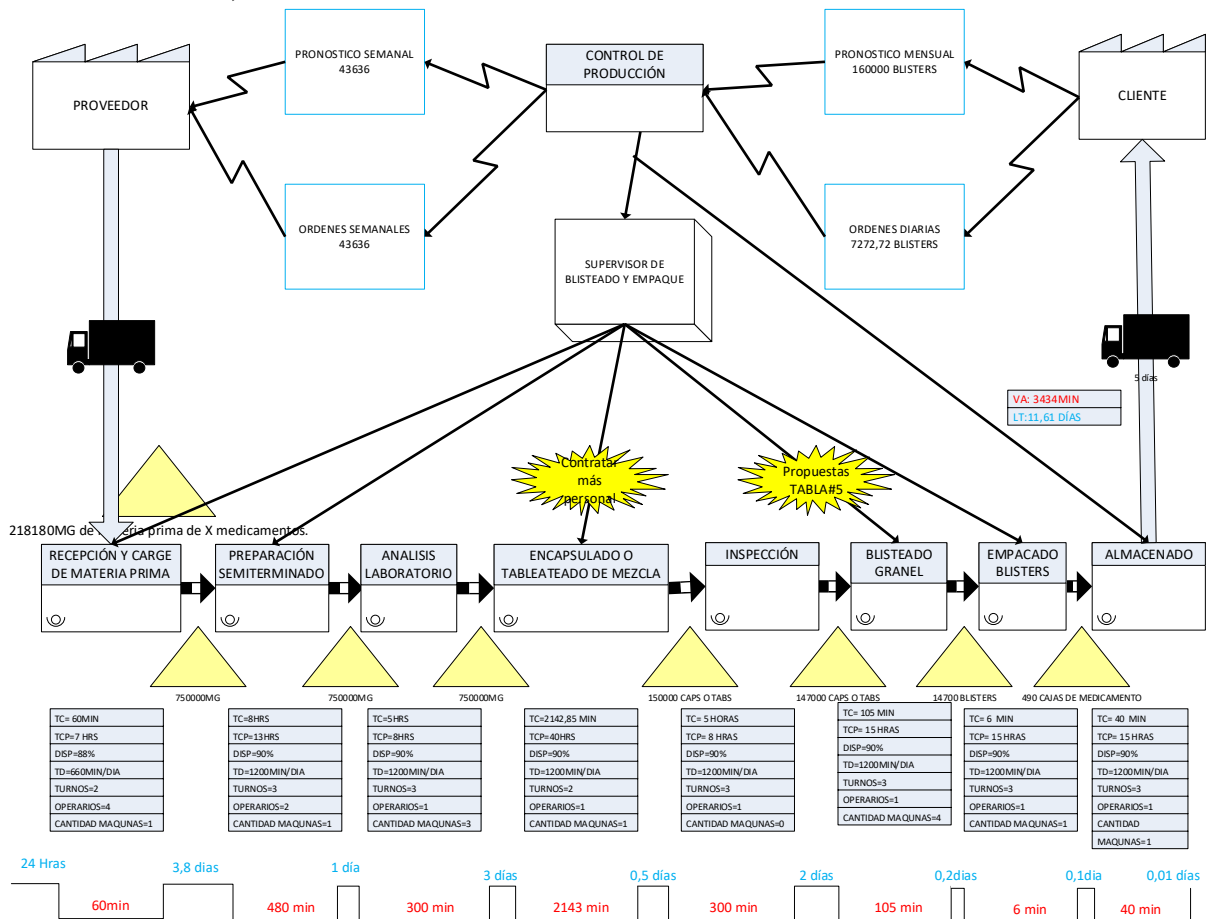 PRONOSTICO SEMANAL
43636
CONTROL DE
PRODUCCIÓN
PRONOSTICO MENSUAL
160000 BLISTERS
PROVEEDOR
CLIENTE
ORDENES SEMANALES
43636
ORDENES DIARIAS
7272,72 BLISTERS
SUPERVISOR DE
BLISTEADO Y EMPAQUE
5 días
VA: 3434MIN
LT:11,61 DÍAS
Contratar
más
personal
Propuestas
TABLA#5
218180MG de materia prima de X medicamentos.
RECEPCIÓN Y CARGE
DE MATERIA PRIMA
PREPARACIÓN
SEMITERMINADO
ANALISIS
LABORATORIO
ENCAPSULADO O
TABLEATEADO DE MEZCLA
INSPECCIÓN
BLISTEADO
GRANEL
EMPACADO
BLISTERS
ALMACENADO
750000MG
750000MG
750000MG
150000 CAPS O TABS
147000 CAPS O TABS
14700 BLISTERS
490 CAJAS DE MEDICAMENTO
TC= 60MIN
TCP=7 HRS
DISP=88%
TD=660MIN/DIA
TURNOS=2
OPERARIOS=4
CANTIDAD MAQUNAS=1
TC=8HRS
TCP=13HRS
DISP=90%
TD=1200MIN/DIA
TURNOS=3
OPERARIOS=2
CANTIDAD MAQUNAS=1
TC=5HRS
TCP=8HRS
DISP=90%
TD=1200MIN/DIA
TURNOS=3
OPERARIOS=1
CANTIDAD MAQUNAS=3
TC=2142,85 MIN
TCP=40HRS
DISP=90%
TD=1200MIN/DIA
TURNOS=2
OPERARIOS=1
CANTIDAD MAQUNAS=1
TC= 5 HORAS
TCP= 8 HRAS
DISP=90%
TD=1200MIN/DIA
TURNOS=3
OPERARIOS=1
CANTIDAD MAQUNAS=0
TC= 105 MIN
TCP= 15 HRAS
DISP=90%
TD=1200MIN/DIA
TURNOS=3
OPERARIOS=1
CANTIDAD MAQUNAS=4
TC= 6 MIN
TCP= 15 HRAS
DISP=90%
TD=1200MIN/DIA
TURNOS=3
OPERARIOS=1
CANTIDAD MAQUNAS=1
TC= 40 MIN
TCP= 15 HRAS
DISP=90%
TD=1200MIN/DIA
TURNOS=3
OPERARIOS=1
CANTIDAD
MAQUNAS=1
24 Hras
3,8 dias
1 día
3 días
0,5 días
2 días
0,2dias
0,1dia
0,01 días
60min
480 min
300 min
2143 min
300 min
105 min
6 min
40 min